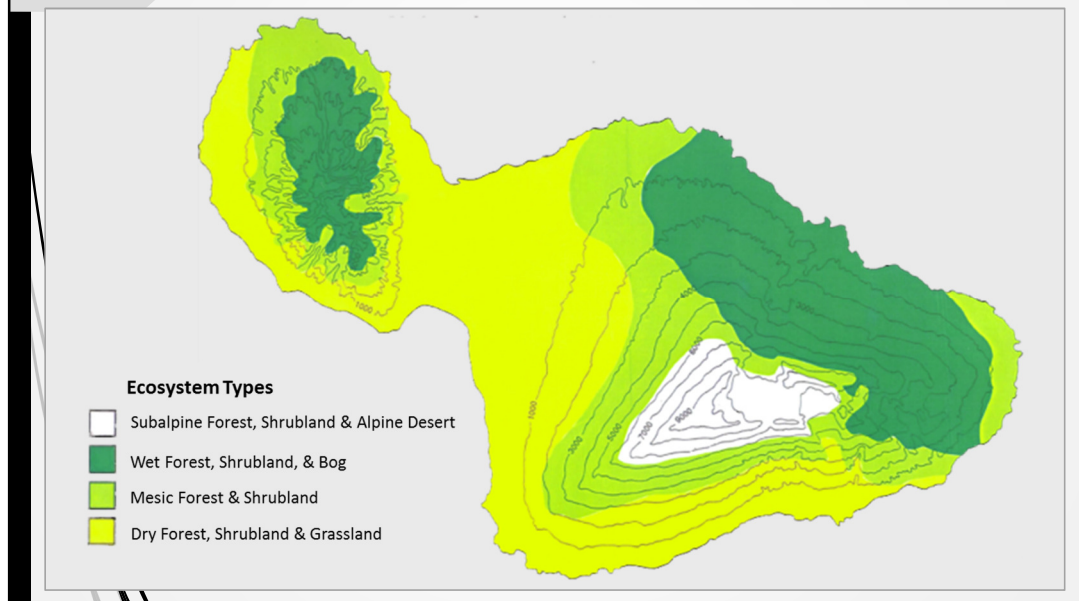 1000
1000
3000
5000
6000
7000
Ecosystem Types
Subalpine Forest, Shrubland & Alpine Desert
Wet Forest, Shrubland, & Bog
Mesic Forest & Shrubland
Dry Forest, Shrubland & Grassland